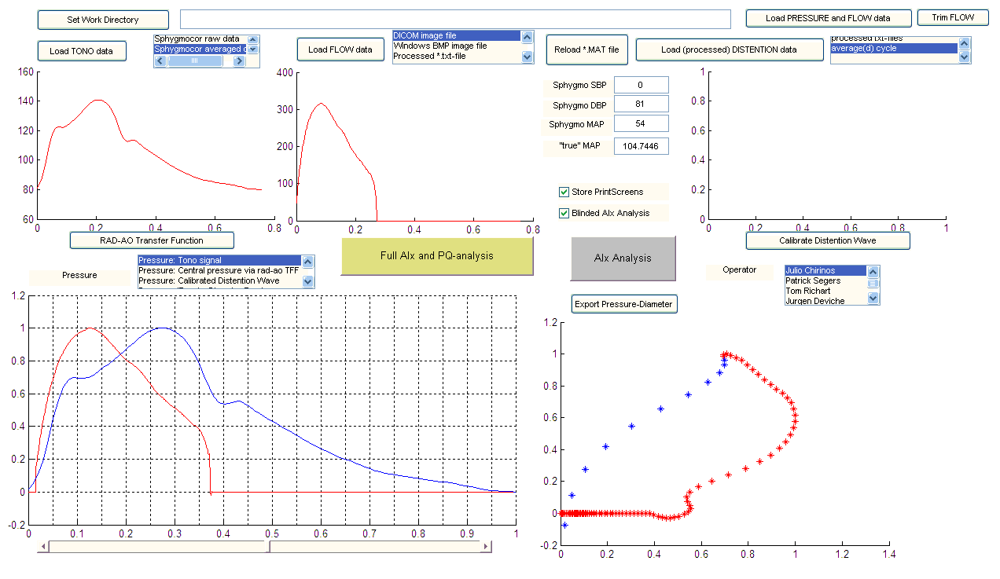 Set Work Directory
Load PRESSURE and FLOW data
Trim FLOW
Load TONO data
Sphygmocor raw data
Sphygmocor averaged
Load FLOW data
DICOM image file
Windows BMP image file
Processed *.txt-file
Reload *.MAT file
Load (processed) DISTENTION data
processed txt-files
average(d) cycle
160
140
120
100
80
60
0 0.2 0.4 0.6 0.8
400
300
200
100
0
0 0.2 0.4 0.6 0.8
Sphygmo SBP 0
Sphygmo DBP 81
Sphygmo MAP 54
"true" MAP 104.7446
Store PrintScreens
Blinded AIx Analysis
1
0.8
0.6
0.4
0.2
0
0 0.2 0.4 0.6 0.8 1
RAD-AO Transfer Function
Full AIx and PQ-analysis
AIx Analysis
Calibrate Distention Wave
Pressure
Pressure: Tono signal
Pressure: Central pressure via rad-ao TFF
Pressure: Calibrated Distention Wave
Operator
Julio Chirinos
Patrick Segers
Tom Richart
Jurgen Deviche
Export Pressure-Diameter
1.2
1
0.8
0.6
0.4
0.2
0
-0.2
0 0.1 0.2 0.3 0.4 0.5 0.6 0.7 0.8 0.9 1
1.2
1
0.8
0.6
0.4
0.2
0
-0.2
0 0.2 0.4 0.6 0.8 1 1.2 1.4